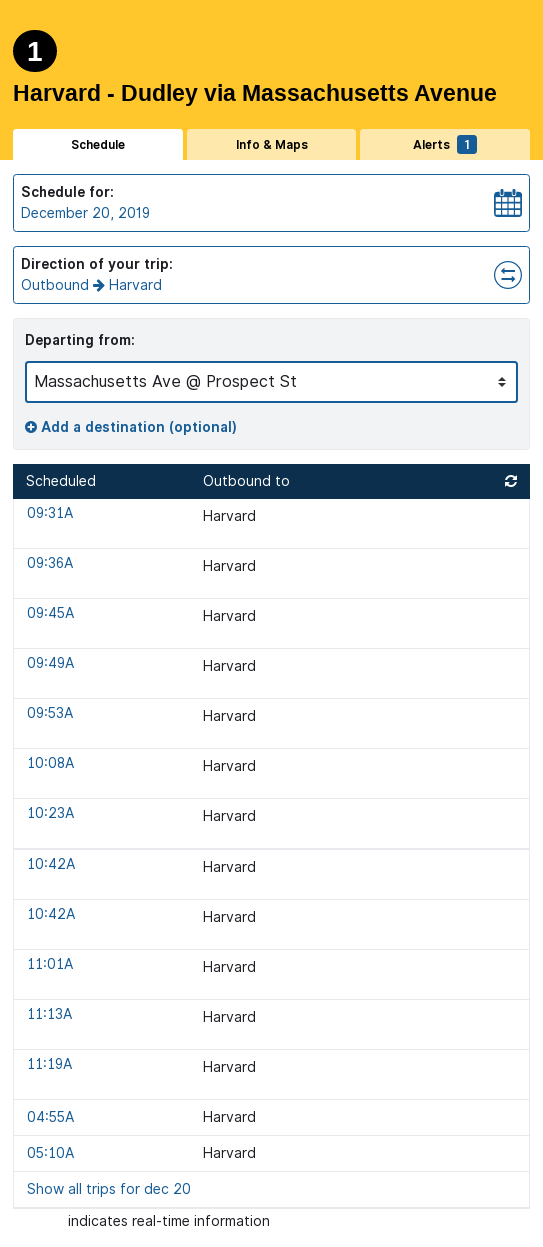 1
Harvard - Dudley via Massachusetts Avenue
Schedule Info & Maps Alerts 1
Schedule for:
December 20, 2019
Direction of your trip:
Outbound Harvard
Departing from:
Massachusetts Ave @ Prospect St
Add a destination (optional)
Scheduled Outbound to
09:31A Harvard
09:36A Harvard
09:45A Harvard
09:49A Harvard
09:53A Harvard
10:08A Harvard
10:23A Harvard
10:42A Harvard
10:42A Harvard
11:01A Harvard
11:13A Harvard
11:19A Harvard
04:55A Harvard
05:10A Harvard
Show all trips for dec 20
indicates real-time information